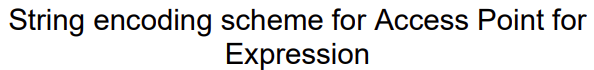 String encoding scheme for Access Point for
Expression